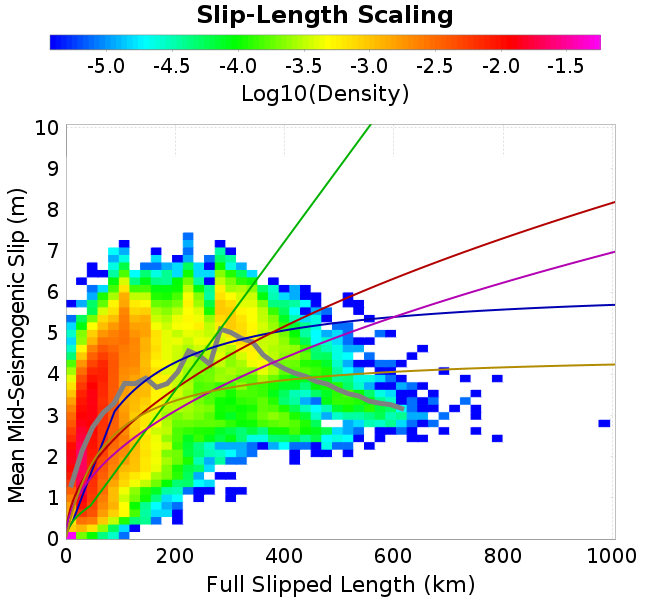 Slip-Length Scaling
-5.0 -4.5 -4.0 -3.5 -3.0 -2.5 -2.0 -1.5
Log10(Density)
10
9
8
7
6
5
4
3
2
1
0
Mean Mid-Seismogenic Slip (m)
0 200 400 600 800 1000
Full Slipped Length (km)